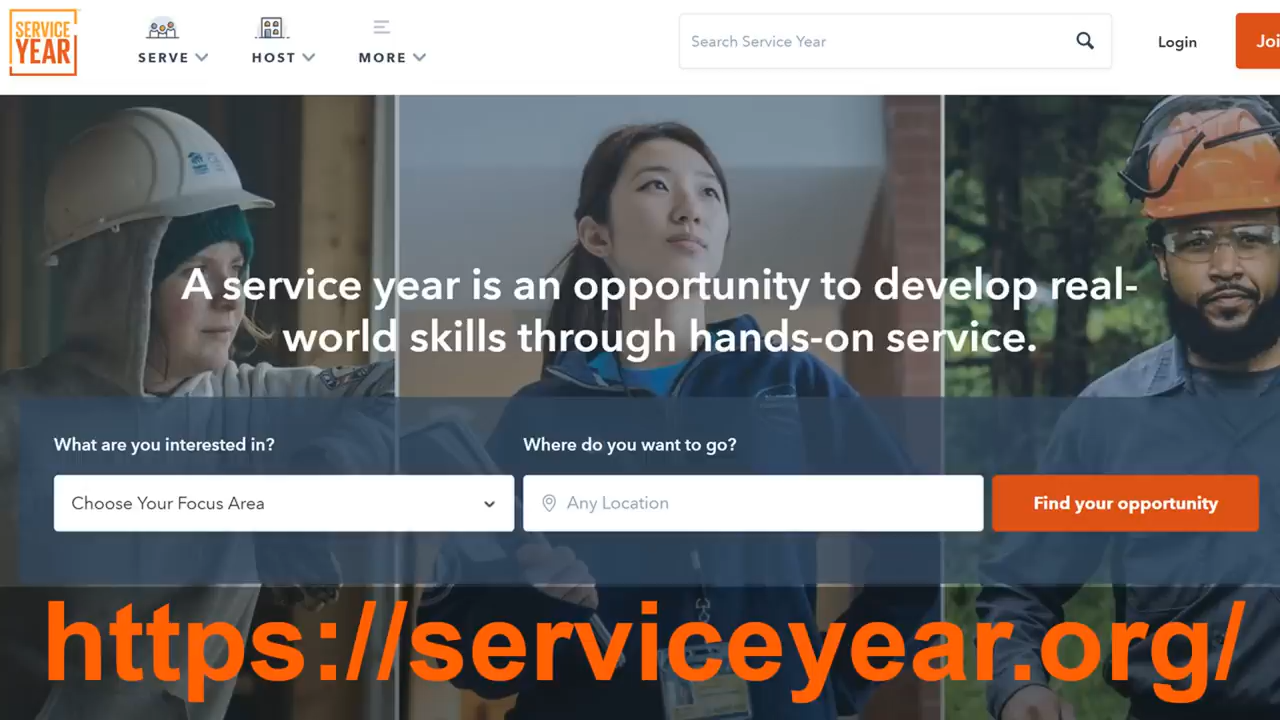 SERVICE
YEAR
SERVE
HOST
MORE
Search Service Year
Login
Joi
A service year is an opportunity to develop real-
world skills through hands-on service.
What are you interested in?
Where do you want to go?
Choose Your Focus Area
Any Location
Find your opportunity
https://serviceyear.org/